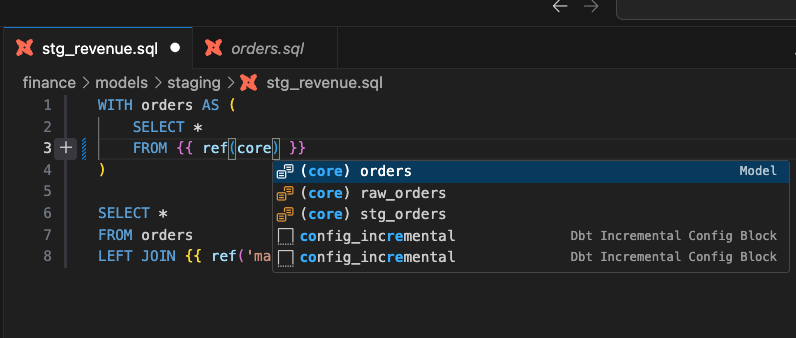 stg_revenue.sql orders.sql
finance > models > staging > stg_revenue.sql
1 WITH orders AS (
2 SELECT *
3 FROM {{ ref(core) }}
4 )
5
6 SELECT *
7 FROM orders
8 LEFT JOIN {{ ref('ma
(core) orders Model
(core) raw_orders
(core) stg_orders
config_incremental Dbt Incremental Config Block
config_incremental Dbt Incremental Config Block